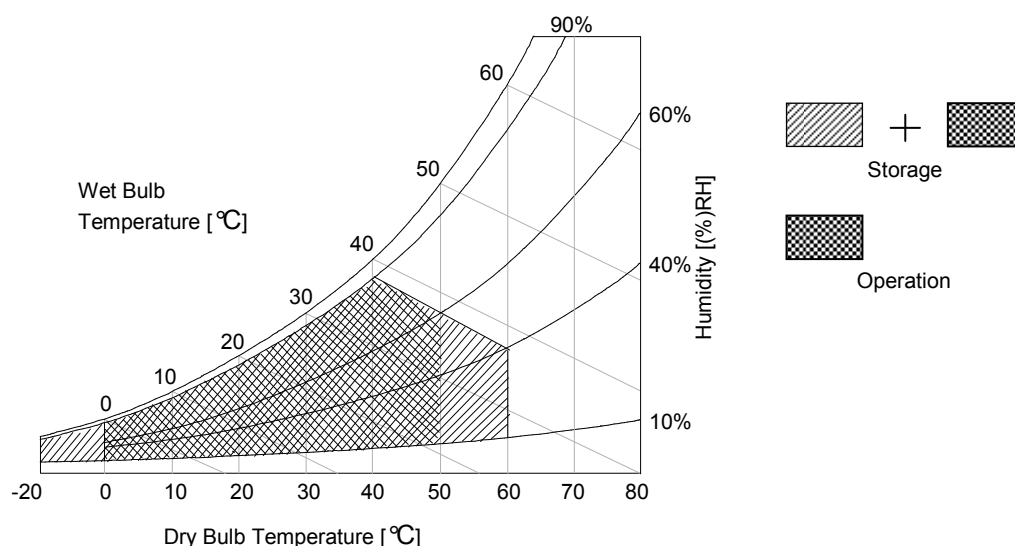 90%
60
60%
50
Storage
Wet Bulb
Temperature [ ℃]
40
40%
Humidity [(%)RH]
Operation
30
20
10
0
10%
-20 0 10 20 30 40 50 60 70 80
Dry Bulb Temperature [ ℃]